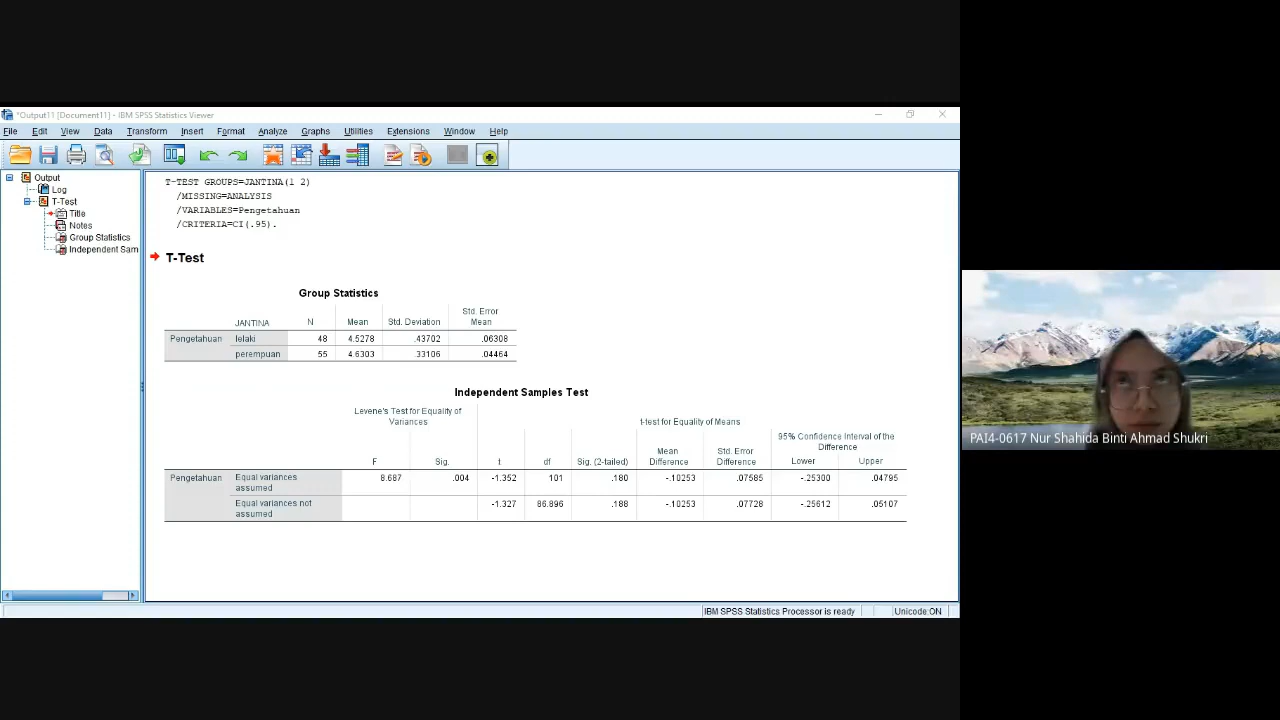 *Output11 [Document11] - IBM SPSS Statistics Viewer
File Edit View Data Transform Insert Format Analyze Graphs Utilities Extensions Window Help
Output
Log
T-Test
Title
Notes
Group Statistics
Independent Sam
T-TEST GROUPS=JANTINA(1 2)
/MISSING=ANALYSIS
/VARIABLES=Pengetahuan
/CRITERIA=CI(.95).
T-Test
Group Statistics
JANTINA N Mean Std. Deviation Std. Error Mean
Pengetahuan lelaki 48 4.5278 .43702 .06308
perempuan 55 4.6303 .33106 .04464
Independent Samples Test
Levene's Test for Equality of Variances
t-test for Equality of Means
95% Confidence Interval of the Difference
F Sig. t df Sig. (2-tailed) Mean Difference Std. Error Difference Lower Upper
Pengetahuan Equal variances assumed 8.687 .004 -1.352 101 .180 -.10253 .07585 -.25300 .04795
Equal variances not assumed -1.327 86.896 .188 -.10253 .07728 -.25612 .05107
IBM SPSS Statistics Processor is ready Unicode:ON
PAI4-0617 Nur Shahida Binti Ahmad Shukri